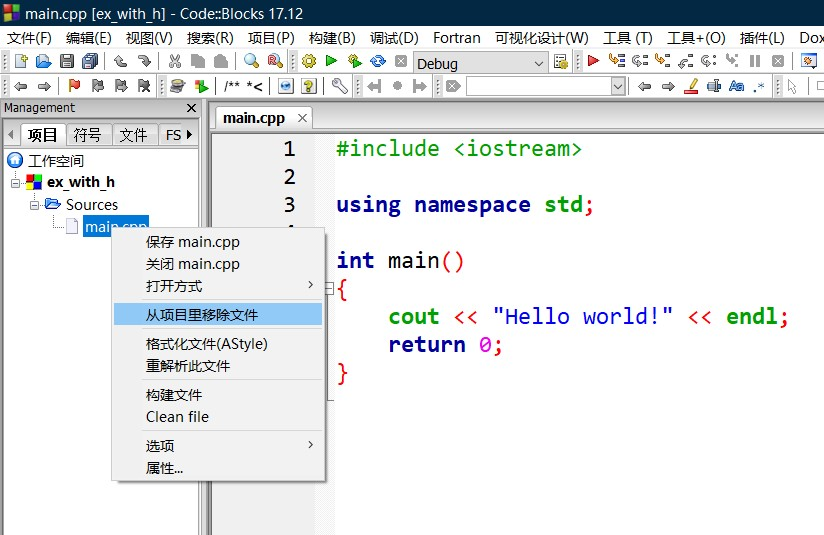 main.cpp [ex_with_h] - Code::Blocks 17.12
文件(F) 编辑(E) 视图(V) 搜索(R) 项目(P) 构建(B) 调试(D) Fortran 可视化设计(W) 工具 (T) 工具+(O) 插件(L) Dox
Debug
/** *<
Aa .*
Management
main.cpp
项目 符号 文件 FS
工作空间
ex_with_h
Sources
main.cpp
保存 main.cpp
关闭 main.cpp
打开方式
从项目里移除文件
格式化文件(AStyle)
重解析此文件
构建文件
Clean file
选项
属性...
1 #include <iostream>
2
3 using namespace std;
int main()
{
cout << "Hello world!" << endl;
return 0;
}